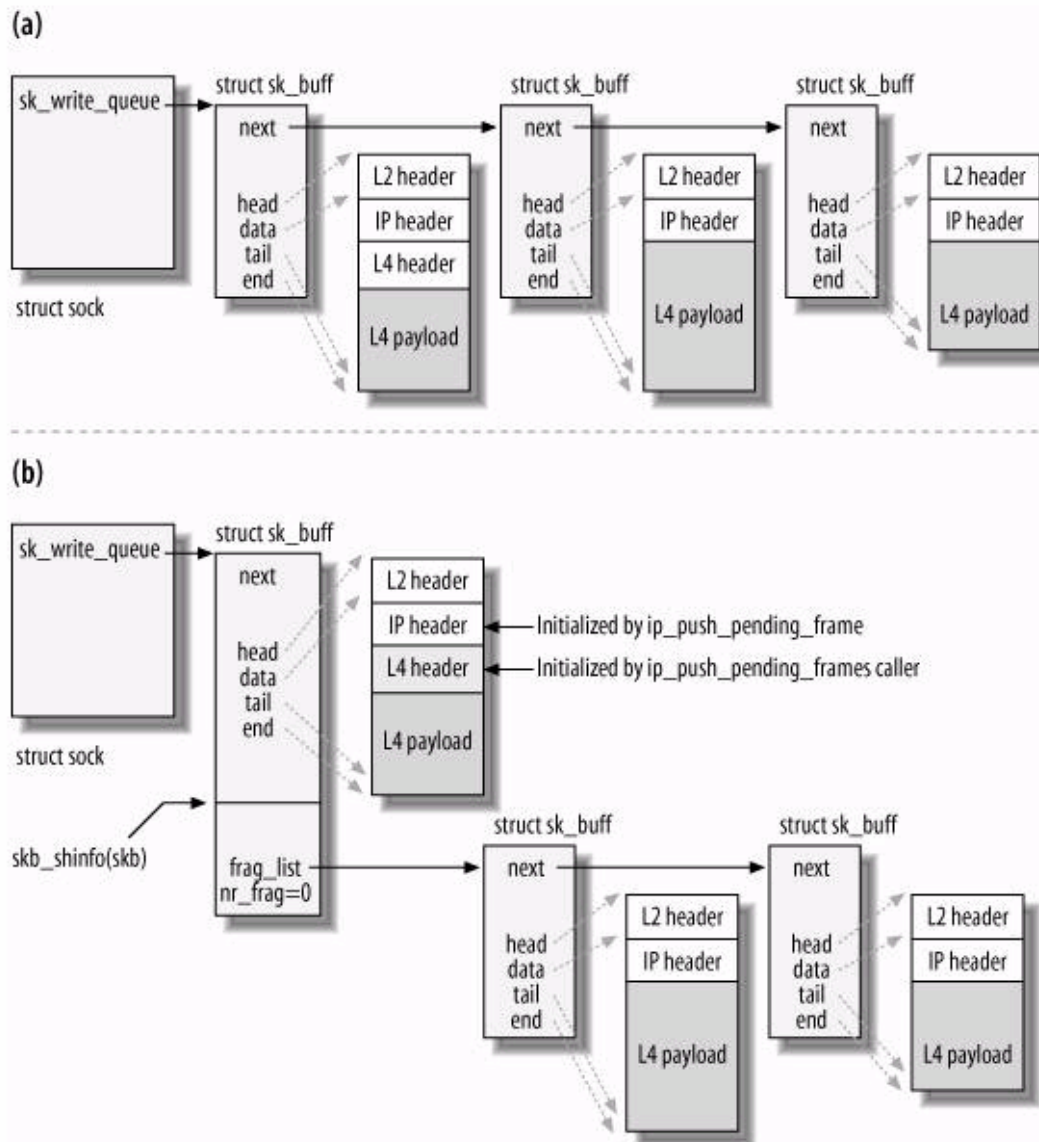 (a)
struct sk_buff
struct sk_buff
struct sk_buff
sk_write_queue
next
next
next
head
data
tail
end
L2 header
IP header
L4 header
L4 payload
head
data
tail
end
L2 header
IP header
L4 payload
head
data
tail
end
L2 header
IP header
L4 payload
struct sock
(b)
struct sk_buff
sk_write_queue
next
head
data
tail
end
L2 header
IP header
L4 header
L4 payload
Initialized by ip_push_pending_frame
Initialized by ip_push_pending_frames caller
struct sock
skb_shinfo(skb)
frag_list
nr_frag=0
struct sk_buff
struct sk_buff
next
next
head
data
tail
end
L2 header
IP header
L4 payload
head
data
tail
end
L2 header
IP header
L4 payload